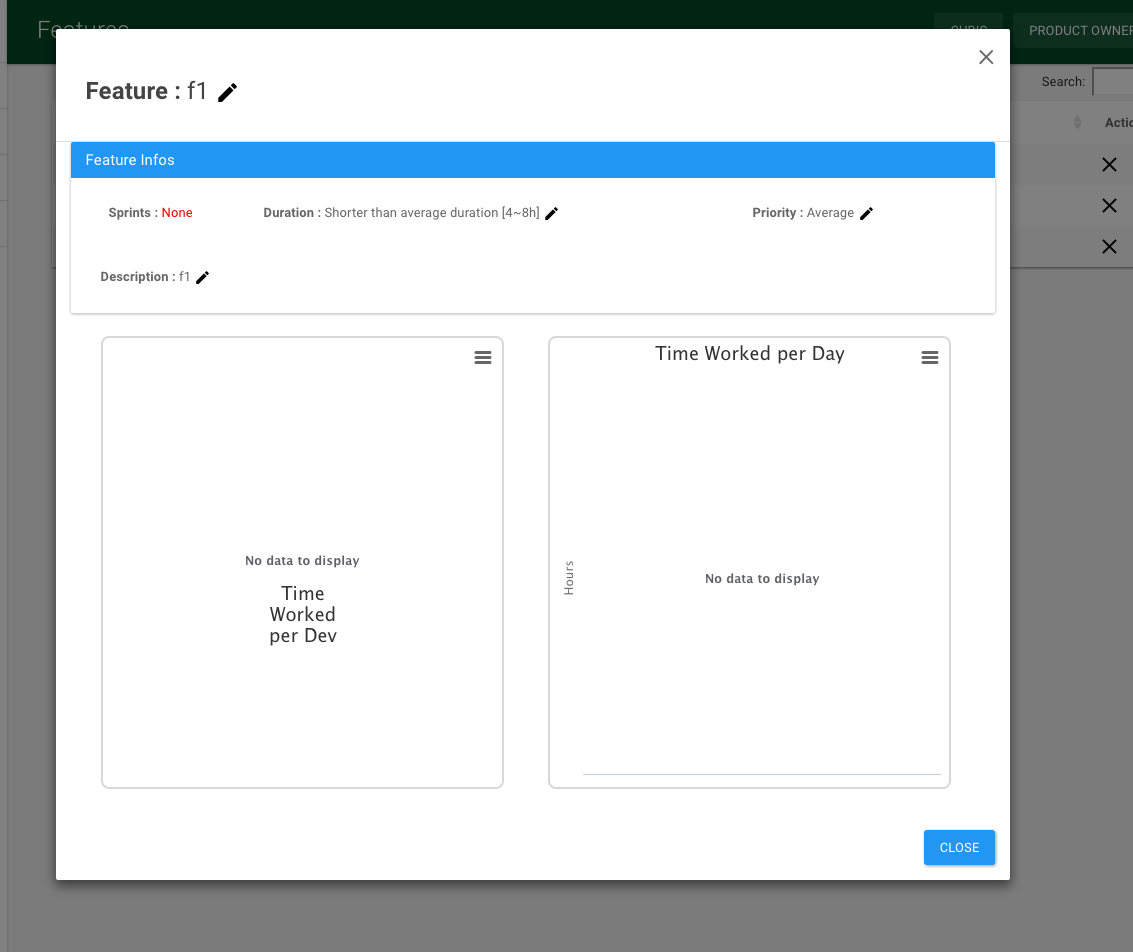 Features
PRODUCT OWNER
Search:
Feature : f1
Feature Infos
Sprints : None Duration : Shorter than average duration [4~8h] Priority : Average
Description : f1
No data to display
Time
Worked
per Dev
Time Worked per Day
Hours
No data to display
CLOSE